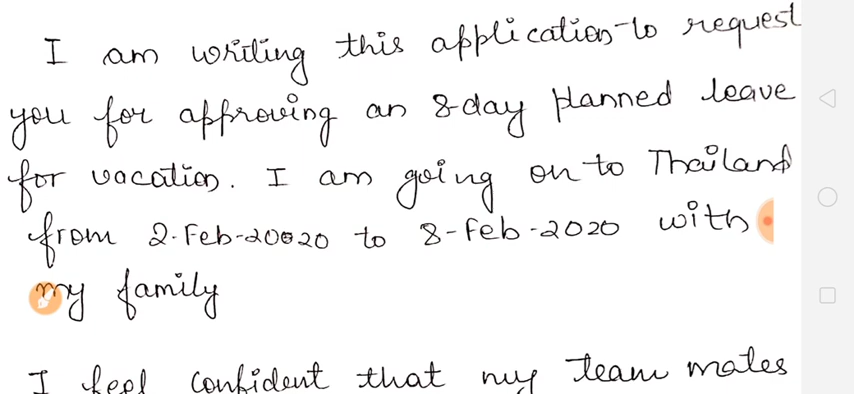 I am writing this application to request
you for approving an 8-day planned leave
for vacation. I am going on to Thailand
from 2-Feb-20020 to 8-Feb-2020 with
my family
I feel confident that my team mates